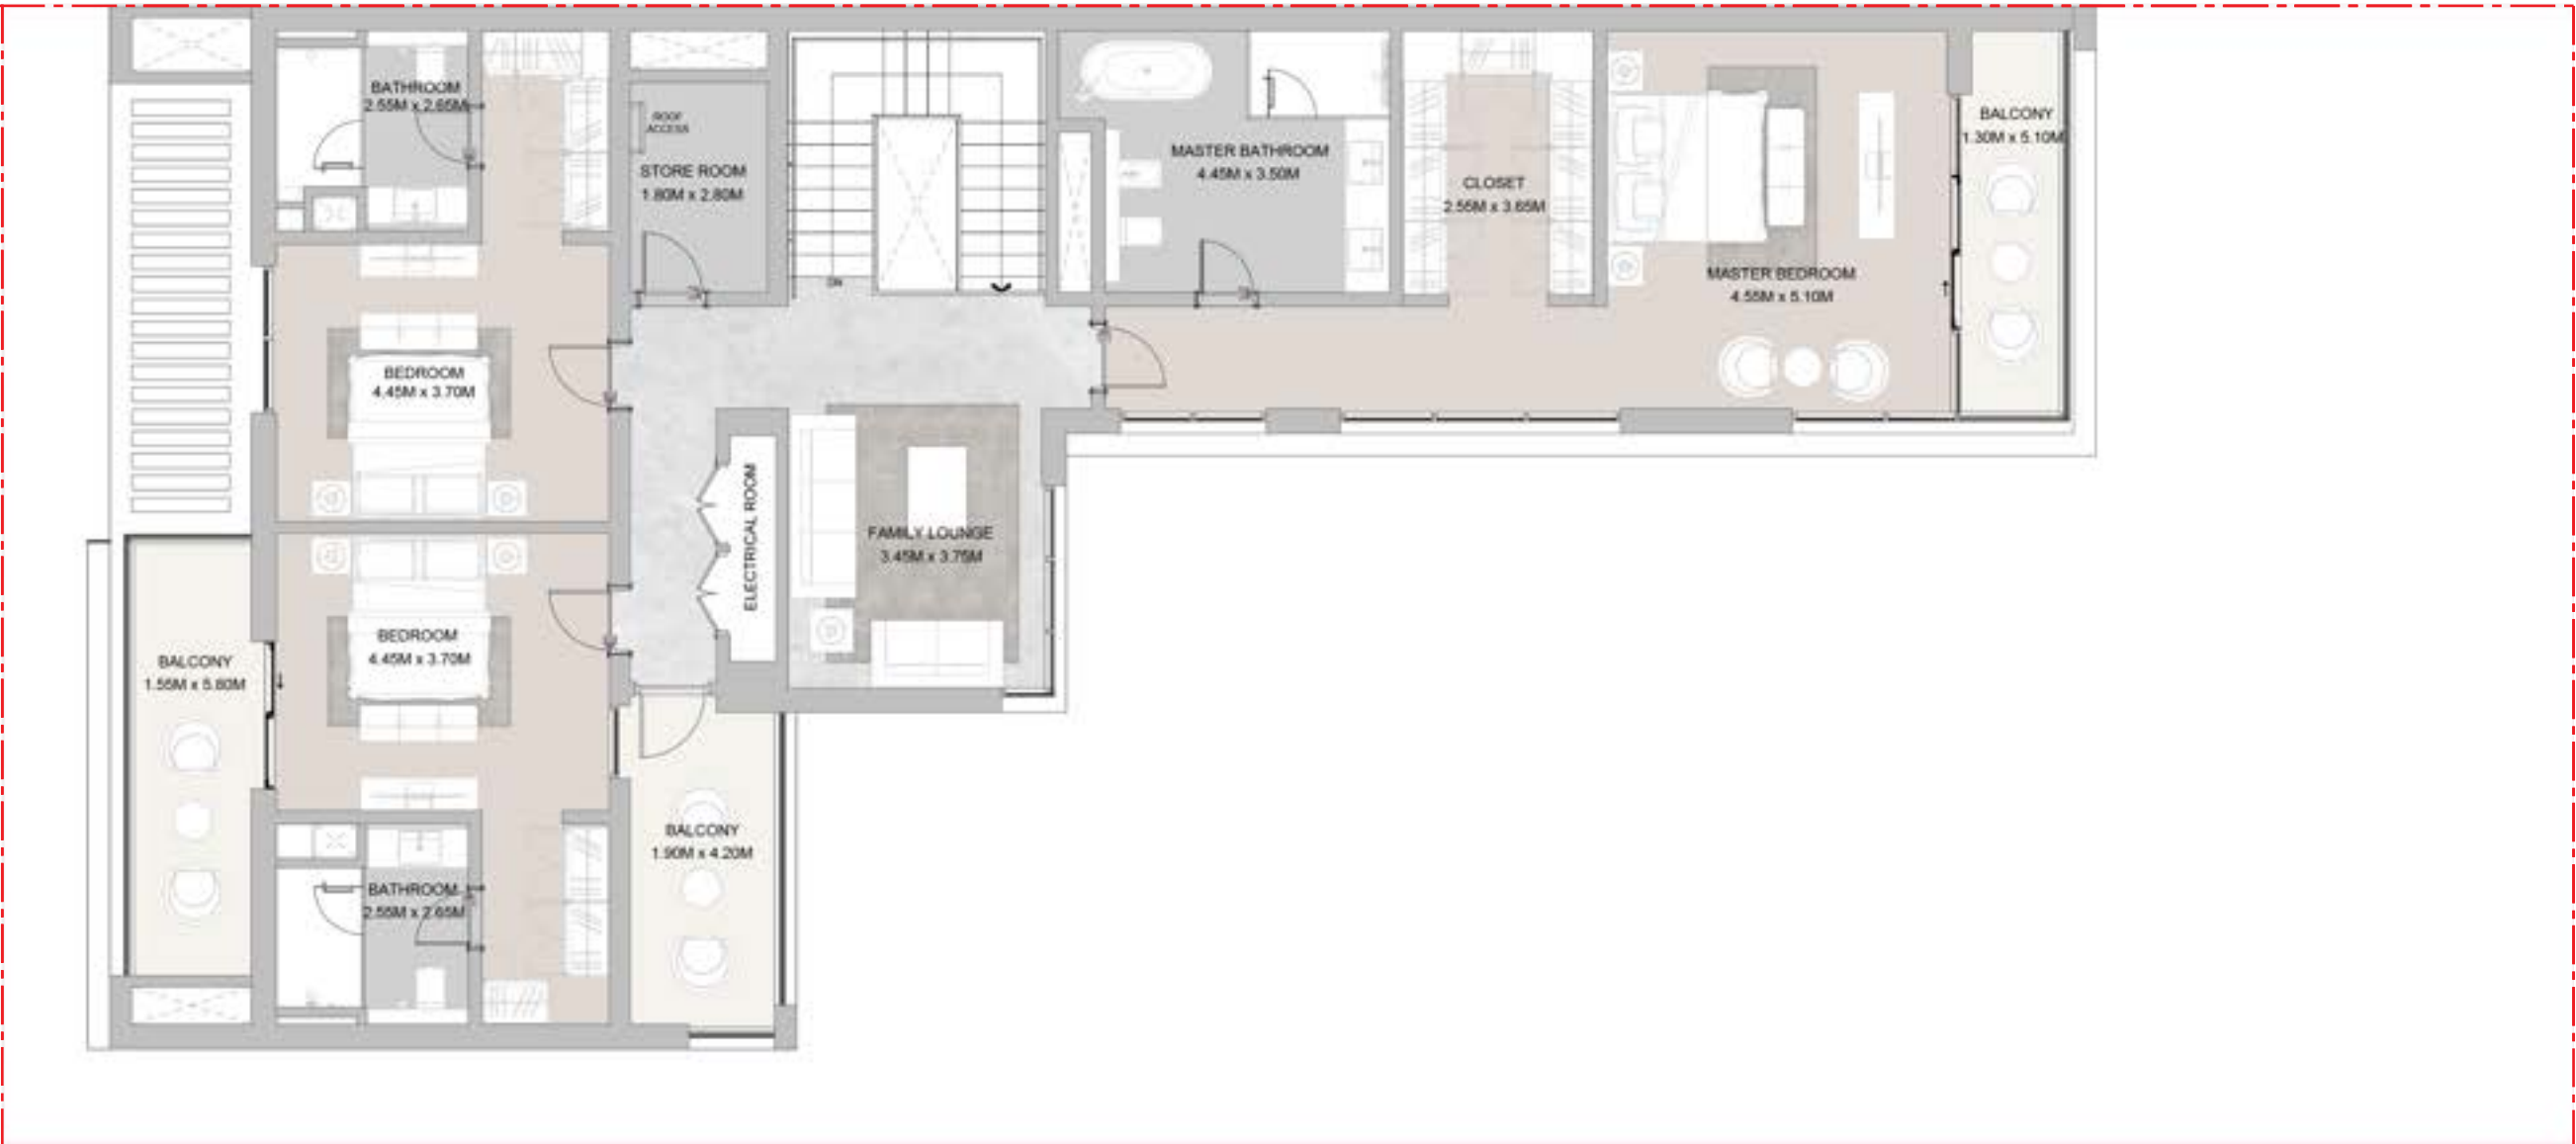 BATHROOM
2.55M x 2.65M
ROOF
ACCESS
STORE ROOM
1.80M x 2.80M
DN
MASTER BATHROOM
4.45M x 3.50M
CLOSET
2.55M x 3.65M
MASTER BEDROOM
4.55M x 5.10M
BALCONY
1.30M x 5.10M
BEDROOM
4.45M x 3.70M
ELECTRICAL ROOM
FAMILY LOUNGE
3.45M x 3.75M
BEDROOM
4.45M x 3.70M
BALCONY
1.55M x 5.80M
BALCONY
1.90M x 4.20M
BATHROOM
2.55M x 2.65M